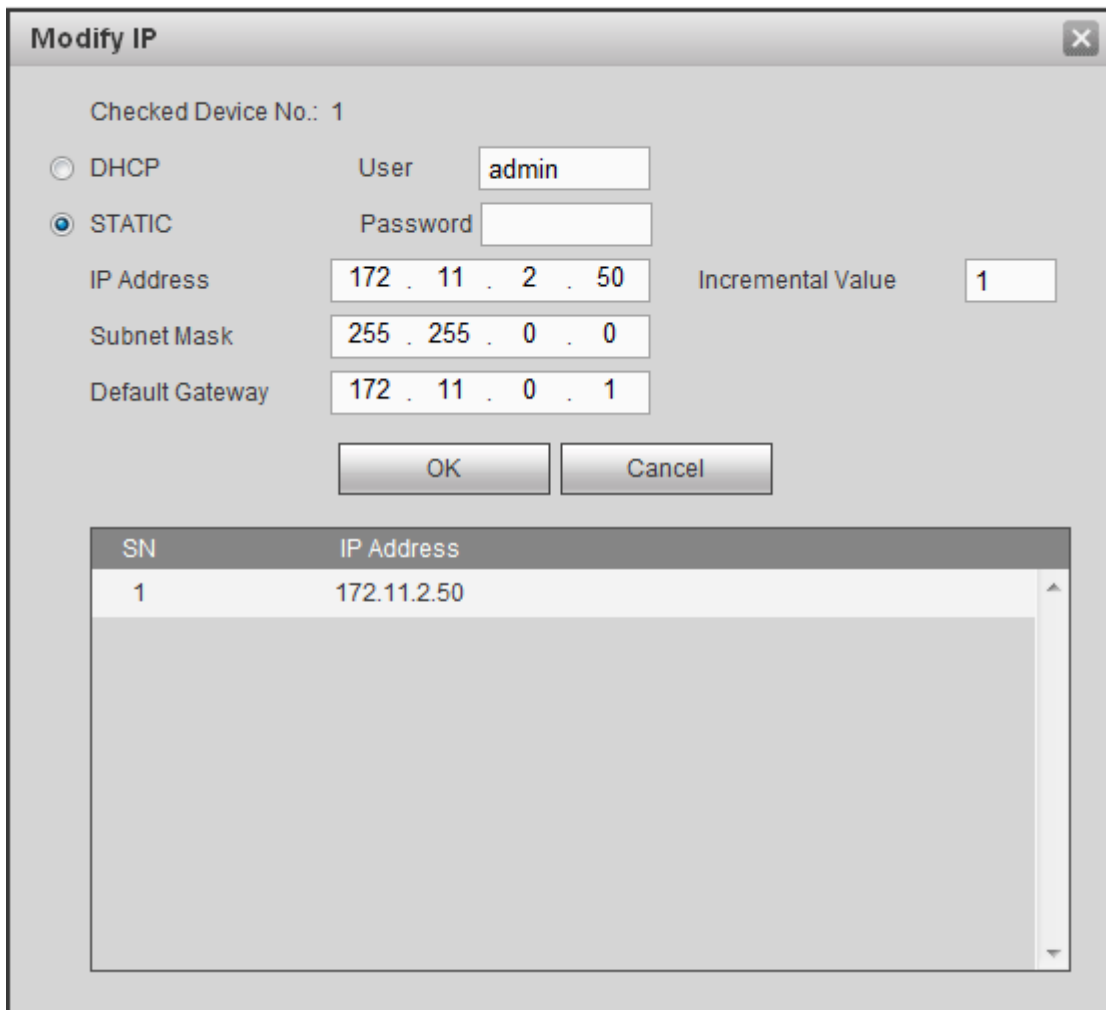 Modify IP
Checked Device No.: 1
DHCP User admin
STATIC Password
IP Address 172 . 11 . 2 . 50 Incremental Value 1
Subnet Mask 255 . 255 . 0 . 0
Default Gateway 172 . 11 . 0 . 1
OK Cancel
SN IP Address
1 172.11.2.50